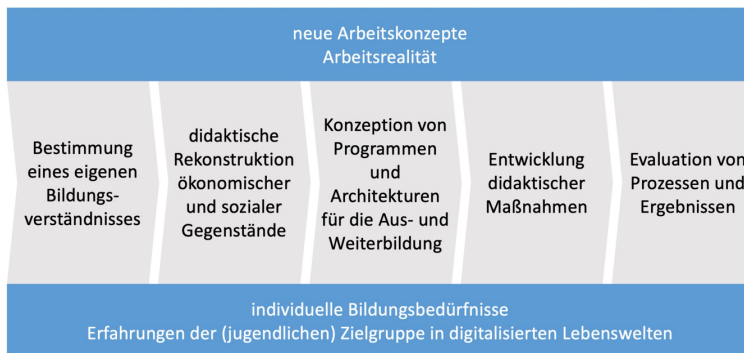 neue Arbeitskonzepte
Arbeitsrealität
Bestimmung
eines eigenen
Bildungs-
verständnisses
didaktische
Rekonstruktion
ökonomischer
und sozialer
Gegenstände
Konzeption von
Programmen
und
Architekturen
für die Aus- und
Weiterbildung
Entwicklung
didaktischer
Maßnahmen
Evaluation von
Prozessen und
Ergebnissen
individuelle Bildungsbedürfnisse
Erfahrungen der (jugendlichen) Zielgruppe in digitalisierten Lebenswelten